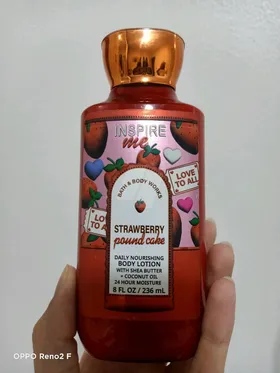 INSPIRE
me
LOVE
TO ALL
BATH & BODY WORKS
LOVE
TO ALL
STRAWBERRY
pound cake
DAILY NOURISHING
BODY LOTION
WITH SHEA BUTTER
+ COCONUT OIL
24 HOUR MOISTURE
8 FL OZ / 236 mL
OPPO Reno2 F